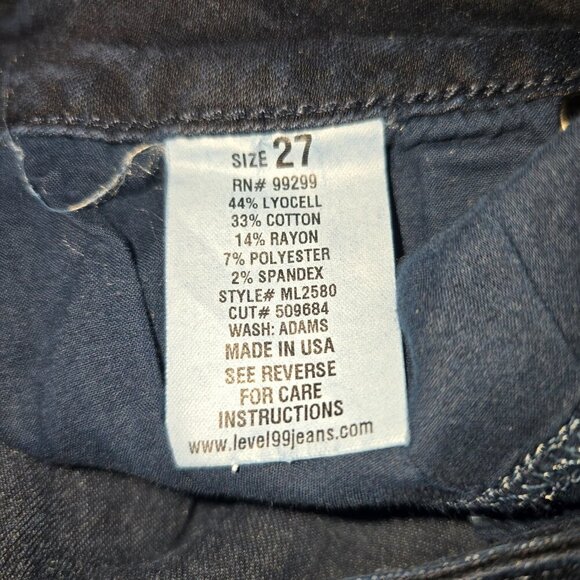 SIZE 27
RN# 99299
44% LYOCELL
33% COTTON
14% RAYON
7% POLYESTER
2% SPANDEX
STYLE# ML2580
CUT# 509684
WASH: ADAMS
MADE IN USA
SEE REVERSE
FOR CARE
INSTRUCTIONS
www.level99jeans.com